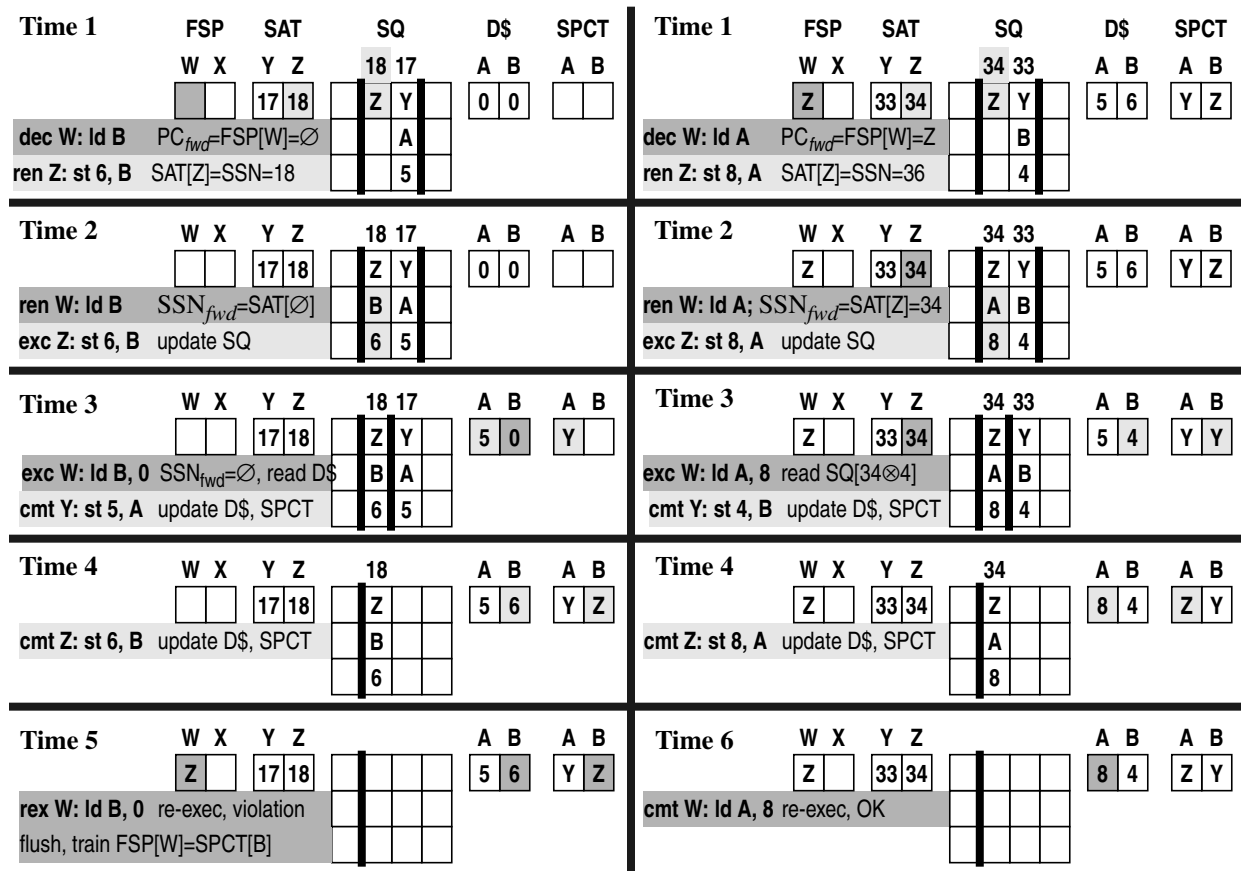 Time 1 FSP SAT SQ D$ SPCT
W X Y Z 18 17 A B A B
17 18 Z Y 0 0
dec W: ld B PCfwd=FSP[W]=∅ A
ren Z: st 6, B SAT[Z]=SSN=18 5
Time 2 W X Y Z 18 17 A B A B
17 18 Z Y 0 0
ren W: ld B SSNfwd=SAT[∅] B A
exc Z: st 6, B update SQ 6 5
Time 3 W X Y Z 18 17 A B A B
17 18 Z Y 5 0 Y
exc W: ld B, 0 SSNfwd=∅, read D$ B A
cmt Y: st 5, A update D$, SPCT 6 5
Time 4 W X Y Z 18 A B A B
17 18 Z 5 6 Y Z
cmt Z: st 6, B update D$, SPCT B
6
Time 5 W X Y Z A B A B
Z 17 18 5 6 Y Z
rex W: ld B, 0 re-exec, violation
flush, train FSP[W]=SPCT[B]
Time 1 FSP SAT SQ D$ SPCT
W X Y Z 34 33 A B A B
Z 33 34 Z Y 5 6 Y Z
dec W: ld A PCfwd=FSP[W]=Z B
ren Z: st 8, A SAT[Z]=SSN=36 4
Time 2 W X Y Z 34 33 A B A B
Z 33 34 Z Y 5 6 Y Z
ren W: ld A; SSNfwd=SAT[Z]=34 A B
exc Z: st 8, A update SQ 8 4
Time 3 W X Y Z 34 33 A B A B
Z 33 34 Z Y 5 4 Y Y
exc W: ld A, 8 read SQ[34⊗4] A B
cmt Y: st 4, B update D$, SPCT 8 4
Time 4 W X Y Z 34 A B A B
Z 33 34 Z 8 4 Z Y
cmt Z: st 8, A update D$, SPCT A
8
Time 6 W X Y Z A B A B
Z 33 34 8 4 Z Y
cmt W: ld A, 8 re-exec, OK